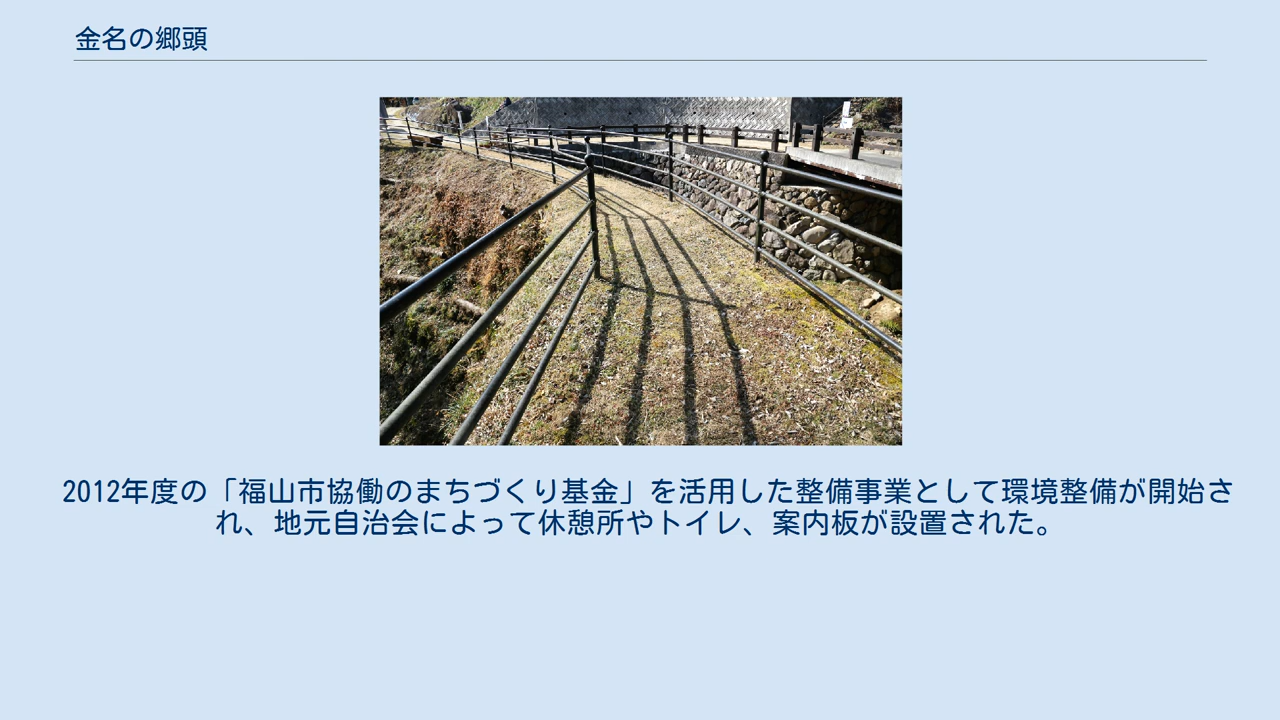 金名の郷頭
2012年度の「福山市協働のまちづくり基金」を活用した整備事業として環境整備が開始さ
れ、地元自治会によって休憩所やトイレ、案内板が設置された。